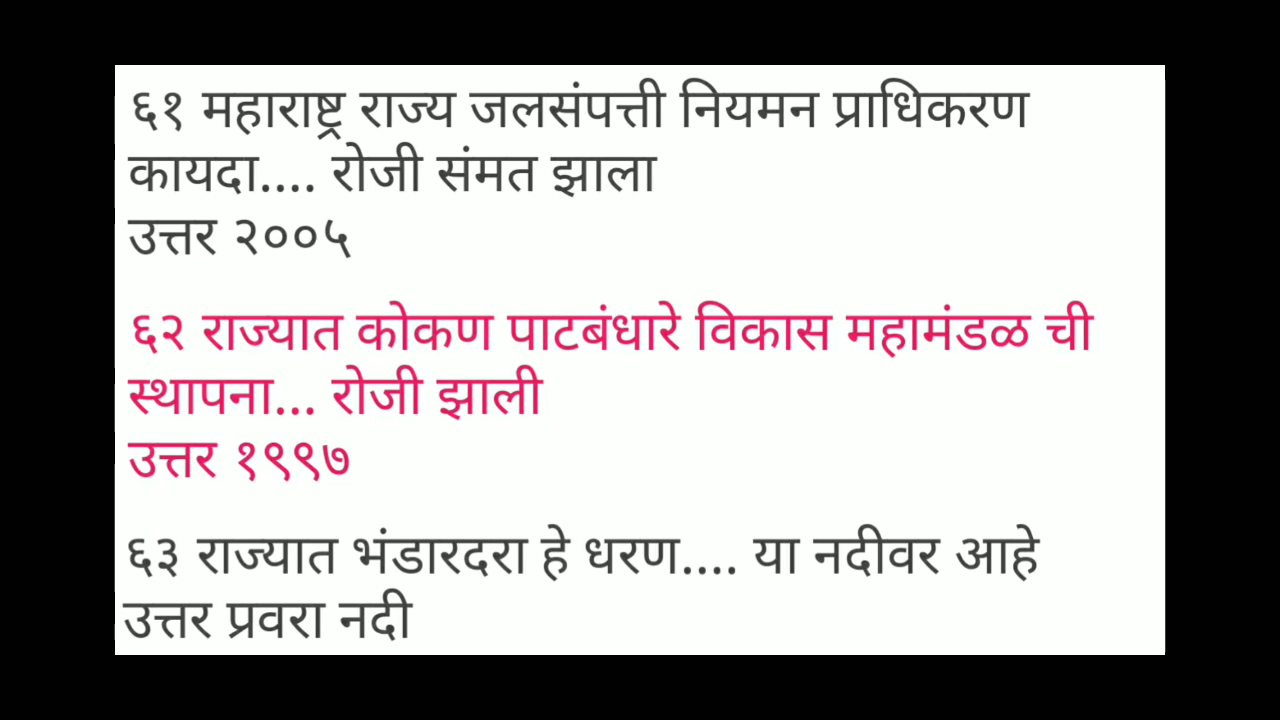 ६१ महाराष्ट्र राज्य जलसंपत्ती नियमन प्राधिकरण
कायदा.... रोजी संमत झाला
उत्तर २००५
६२ राज्यात कोकण पाटबंधारे विकास महामंडळ ची
स्थापना... रोजी झाली
उत्तर १९९७
६३ राज्यात भंडारदरा हे धरण.... या नदीवर आहे
उत्तर प्रवरा नदी